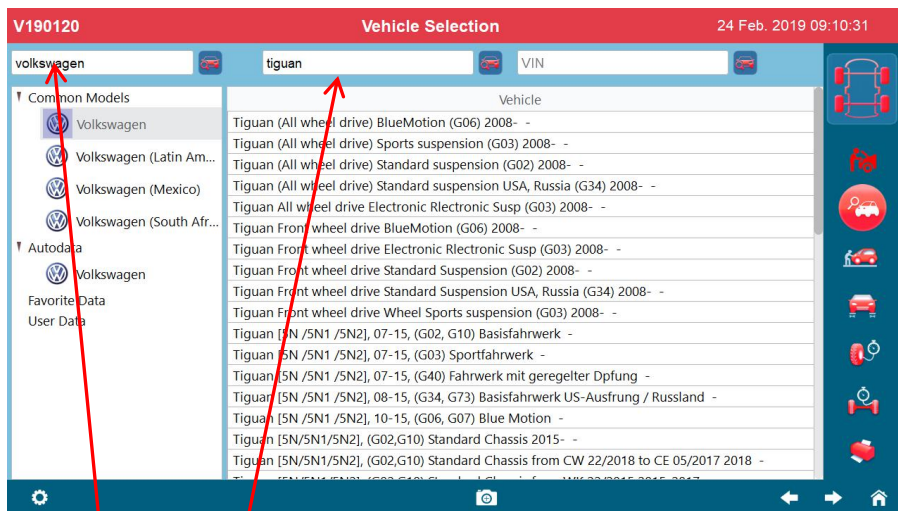 V190120 Vehicle Selection 24 Feb. 2019 09:10:31
volkswagen tiguan VIN
Common Models
Volkswagen
Volkswagen (Latin Am...
Volkswagen (Mexico)
Volkswagen (South Afr...
Autodata
Volkswagen
Favorite Data
User Data
Vehicle
Tiguan (All wheel drive) BlueMotion (G06) 2008- -
Tiguan (All wheel drive) Sports suspension (G03) 2008- -
Tiguan (All wheel drive) Standard suspension (G02) 2008- -
Tiguan (All wheel drive) Standard suspension USA, Russia (G34) 2008- -
Tiguan All wheel drive Electronic Rlectronic Susp (G03) 2008- -
Tiguan Front wheel drive BlueMotion (G06) 2008- -
Tiguan Front wheel drive Electronic Rlectronic Susp (G03) 2008- -
Tiguan Front wheel drive Standard Suspension (G02) 2008- -
Tiguan Front wheel drive Standard Suspension USA, Russia (G34) 2008- -
Tiguan Front wheel drive Wheel Sports suspension (G03) 2008- -
Tiguan [5N /5N1 /5N2], 07-15, (G02, G10) Basisfahrwerk -
Tiguan [5N /5N1 /5N2], 07-15, (G03) Sportfahrwerk -
Tiguan [5N /5N1 /5N2], 07-15, (G40) Fahrwerk mit geregelter Dpfung -
Tiguan [5N /5N1 /5N2], 08-15, (G34, G73) Basisfahrwerk US-Ausfrung / Russland -
Tiguan [5N /5N1 /5N2], 10-15, (G06, G07) Blue Motion -
Tiguan [5N/5N1/5N2], (G02,G10) Standard Chassis 2015- -
Tiguan [5N/5N1/5N2], (G02,G10) Standard Chassis from CW 22/2018 to CE 05/2017 2018 -